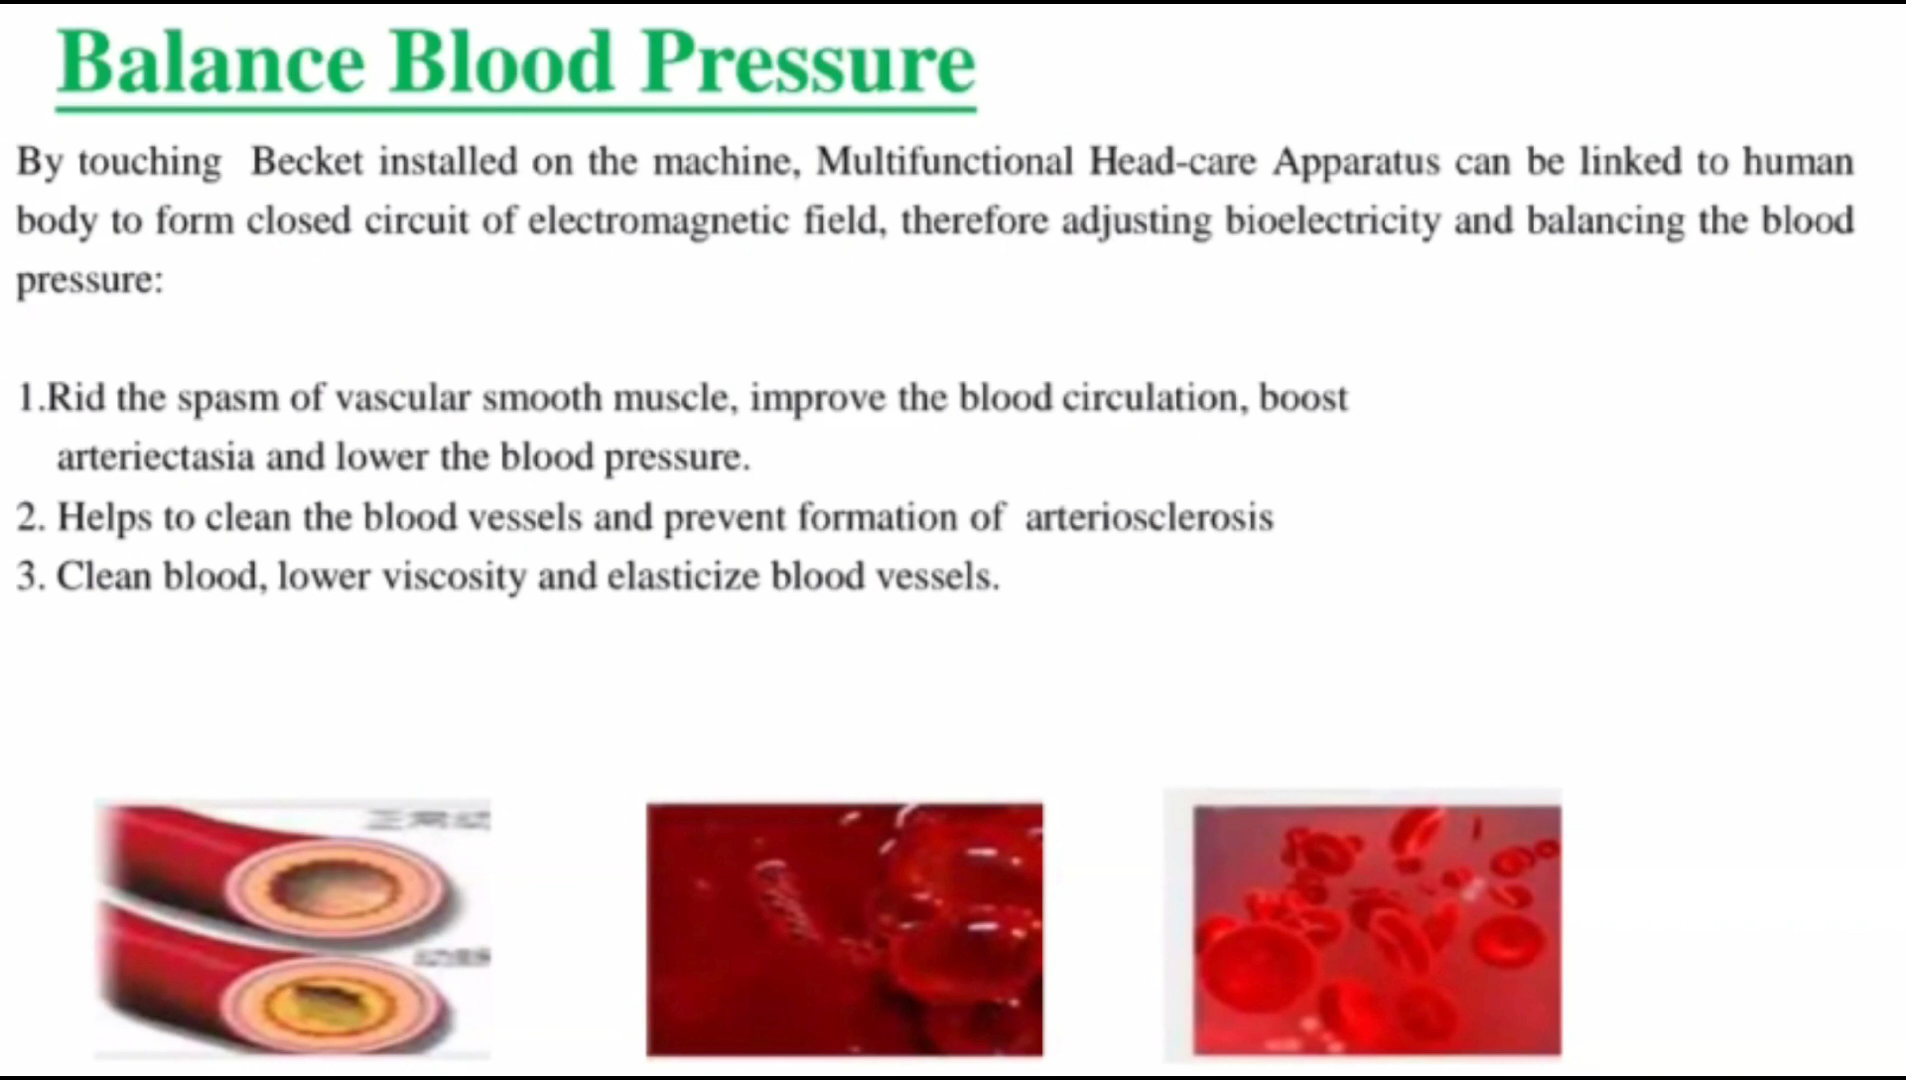 Balance Blood Pressure
By touching Becket installed on the machine, Multifunctional Head-care Apparatus can be linked to human
body to form closed circuit of electromagnetic field, therefore adjusting bioelectricity and balancing the blood
pressure:
1.Rid the spasm of vascular smooth muscle, improve the blood circulation, boost
arteriectasia and lower the blood pressure.
2. Helps to clean the blood vessels and prevent formation of arteriosclerosis
3. Clean blood, lower viscosity and elasticize blood vessels.